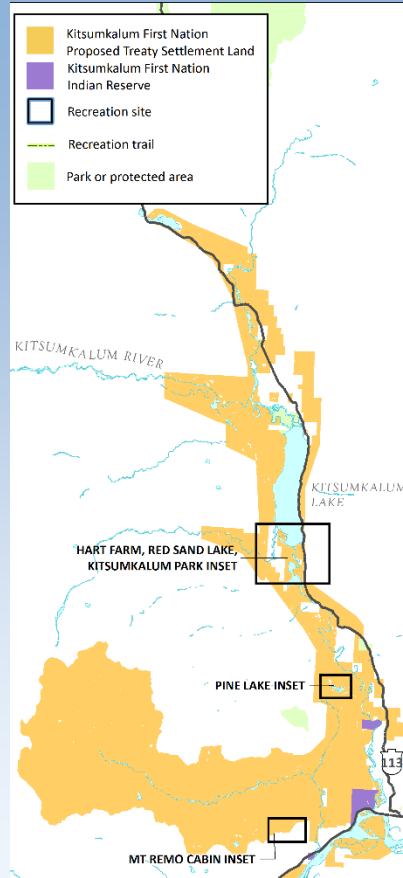 Kitsumkalum First Nation
Proposed Treaty Settlement Land
Kitsumkalum First Nation
Indian Reserve
Recreation site
Recreation trail
Park or protected area
KITSUMKALUM RIVER
KITSUMKALUM
LAKE
HART FARM, RED SAND LAKE,
KITSUMKALUM PARK INSET
PINE LAKE INSET
113
MT REMO CABIN INSET